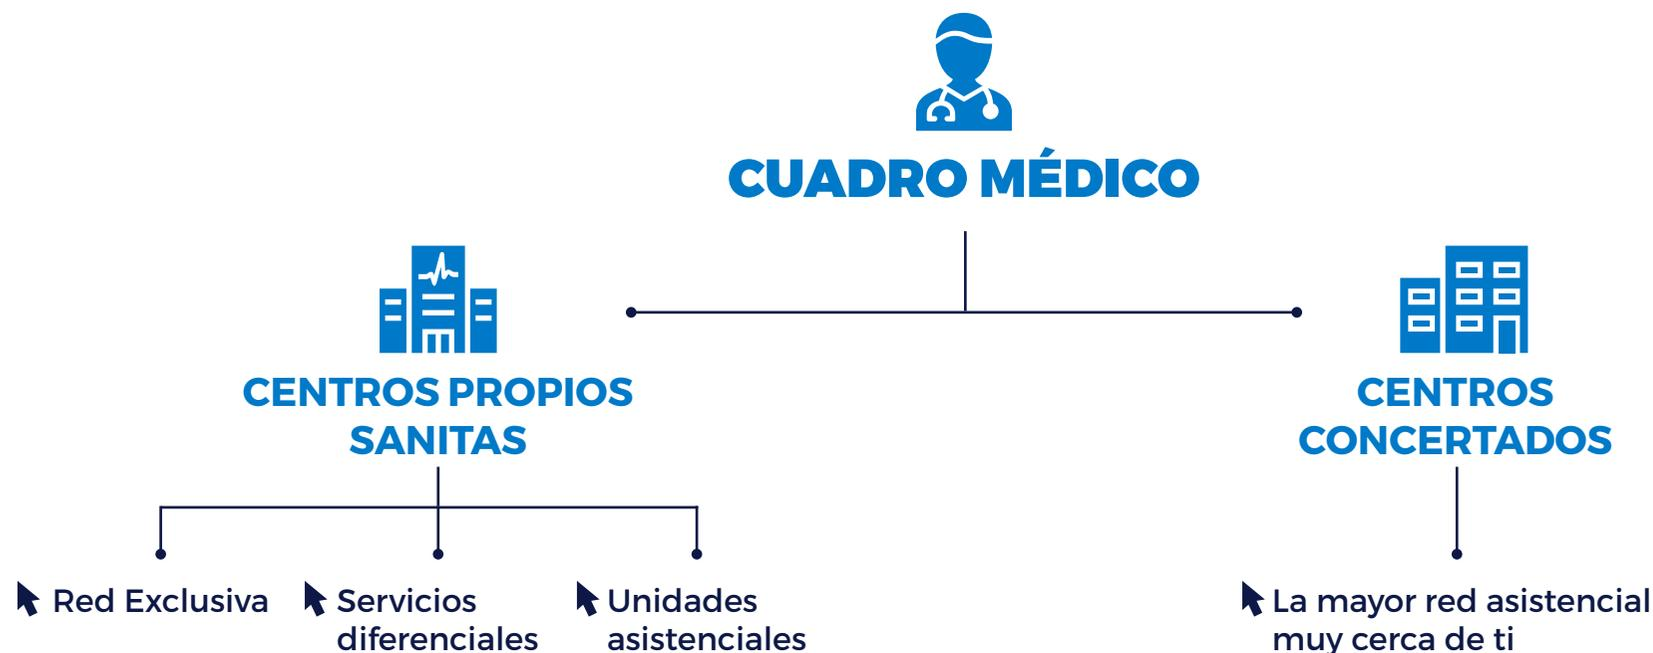 CUADRO MÉDICO
CENTROS PROPIOS
SANITAS
CENTROS
CONCERTADOS
Red Exclusiva
Servicios
diferenciales
Unidades
asistenciales
La mayor red asistencial
muy cerca de ti